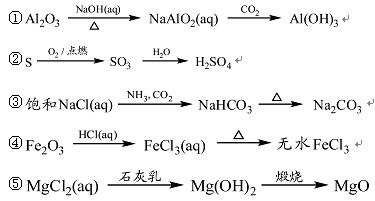 ①Al₂O₃ —NaOH(aq)/△→ NaAlO₂(aq) —CO₂→ Al(OH)₃↵
②S —O₂/点燃→ SO₃ —H₂O→ H₂SO₄↵
③饱和NaCl(aq) —NH₃,CO₂→ NaHCO₃ —△→ Na₂CO₃↵
④Fe₂O₃ —HCl(aq)→ FeCl₃(aq) —△→ 无水FeCl₃↵
⑤MgCl₂(aq) —石灰乳→ Mg(OH)₂ —煅烧→ MgO